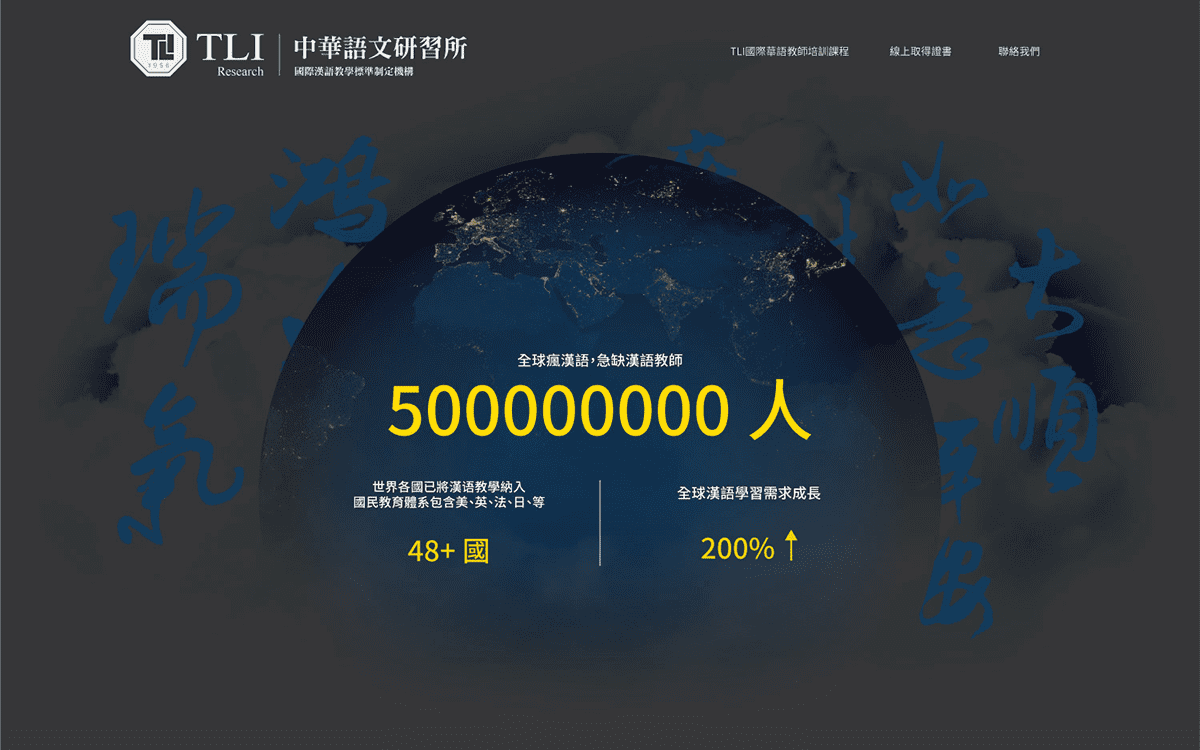 TLI
1956
TLI
Research
中華語文研習所
國際漢語教學標準制定機構
TLI國際華語教師培訓課程
線上取得證書
聯絡我們
瑞氣
鴻
如意平安
大順
全球瘋漢語,急缺漢語教師
500000000 人
世界各國已將漢语教學納入
國民教育體系包含美、英、法、日、等
48+ 國
全球漢語學習需求成長
200%↑